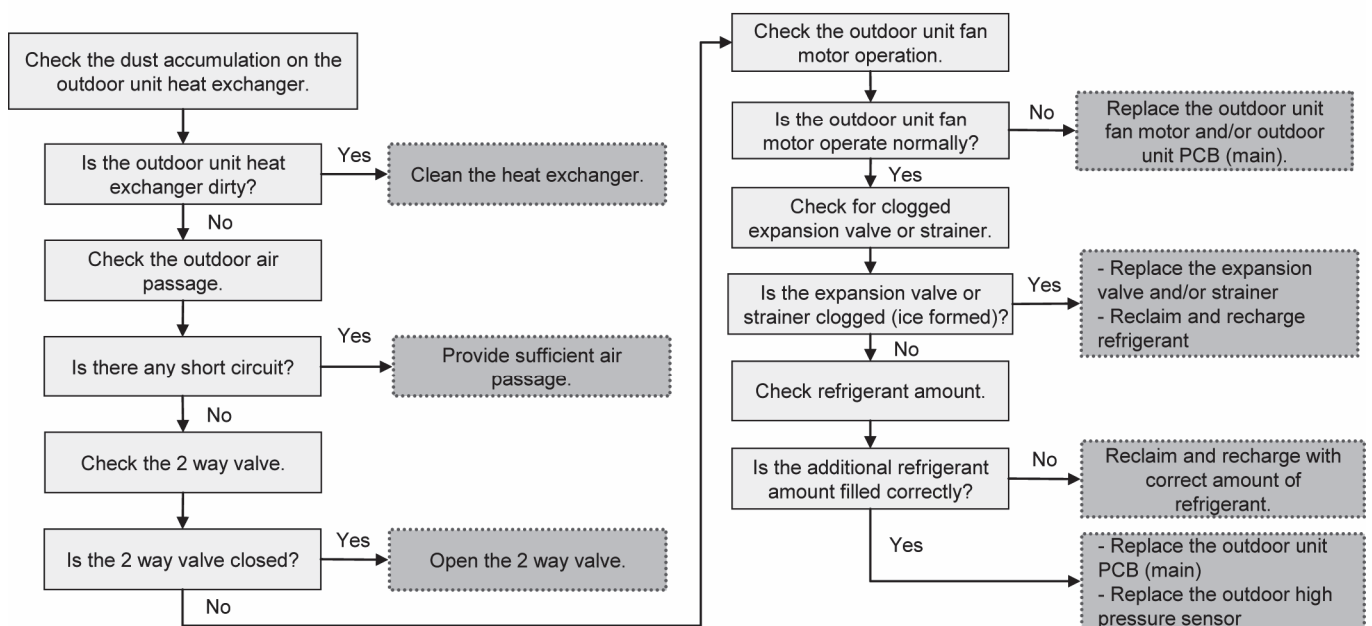 Check the dust accumulation on the
outdoor unit heat exchanger.
Is the outdoor unit heat
exchanger dirty?
Yes
Clean the heat exchanger.
No
Check the outdoor air
passage.
Is there any short circuit?
Yes
Provide sufficient air
passage.
No
Check the 2 way valve.
Is the 2 way valve closed?
Yes
Open the 2 way valve.
No
Check the outdoor unit fan
motor operation.
Is the outdoor unit fan
motor operate normally?
No
Replace the outdoor unit
fan motor and/or outdoor
unit PCB (main).
Yes
Check for clogged
expansion valve or strainer.
Is the expansion valve or
strainer clogged (ice formed)?
Yes
- Replace the expansion
valve and/or strainer
- Reclaim and recharge
refrigerant
No
Check refrigerant amount.
Is the additional refrigerant
amount filled correctly?
No
Reclaim and recharge with
correct amount of
refrigerant.
Yes
- Replace the outdoor unit
PCB (main)
- Replace the outdoor high
pressure sensor